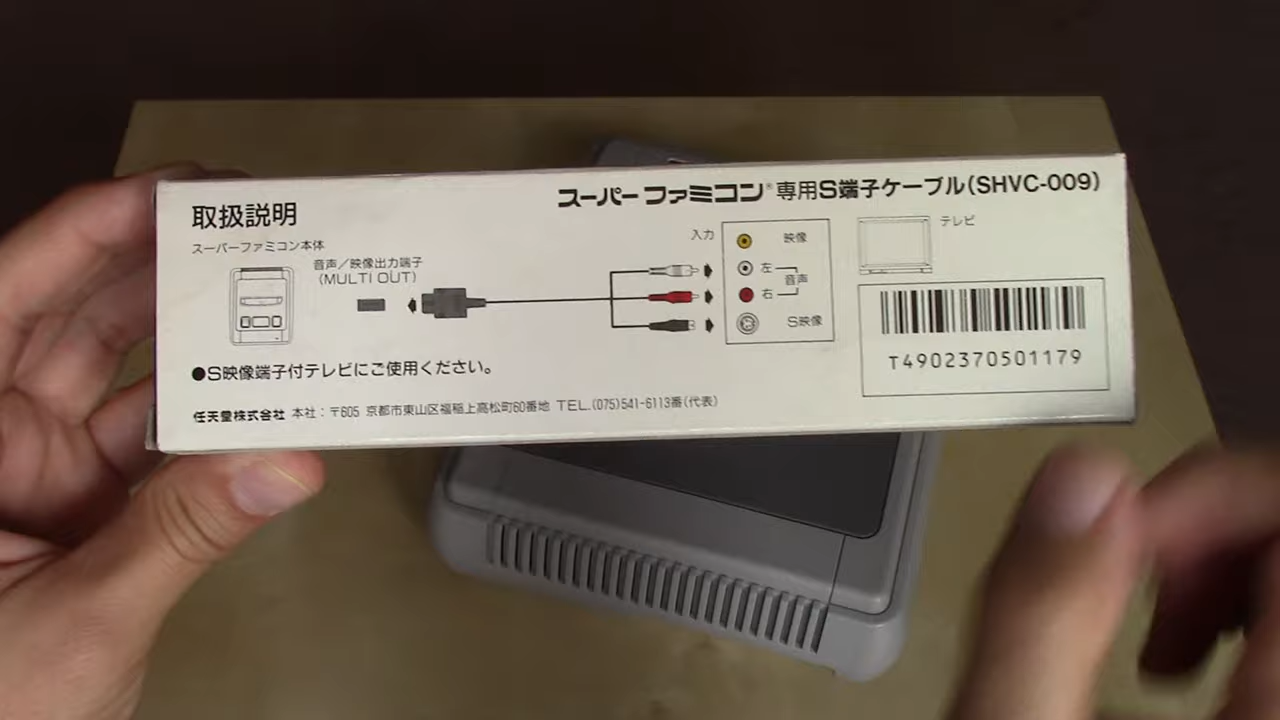 取扱説明
スーパーファミコン®専用S端子ケーブル(SHVC-009)
スーパーファミコン本体
音声/映像出力端子
(MULTI OUT)
入力
映像
左
音声
右
S映像
テレビ
T4902370501179
●S映像端子付テレビにご使用ください。
任天堂株式会社 本社:〒605 京都市東山区福稲上高松町60番地 TEL.(075)541-6113番(代表)